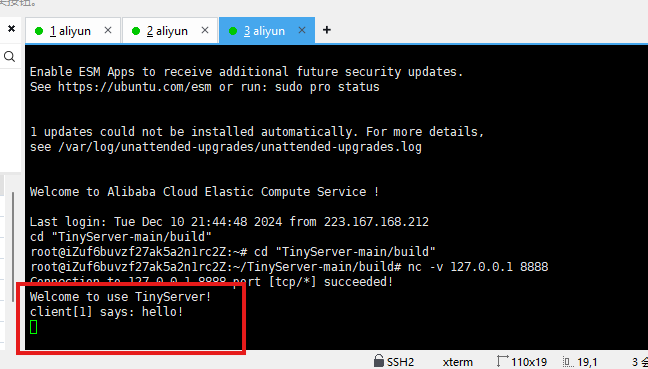 1 aliyun
2 aliyun
3 aliyun
Enable ESM Apps to receive additional future security updates.
See https://ubuntu.com/esm or run: sudo pro status
1 updates could not be installed automatically. For more details,
see /var/log/unattended-upgrades/unattended-upgrades.log
Welcome to Alibaba Cloud Elastic Compute Service !
Last login: Tue Dec 10 21:44:48 2024 from 223.167.168.212
cd "TinyServer-main/build"
root@iZuf6buvzf27ak5a2n1rc2Z:~# cd "TinyServer-main/build"
root@iZuf6buvzf27ak5a2n1rc2Z:~/TinyServer-main/build# nc -v 127.0.0.1 8888
Connection to 127.0.0.1 8888 port [tcp/*] succeeded!
Welcome to use TinyServer!
client[1] says: hello!
SSH2
xterm
110x19
19,1
3 会